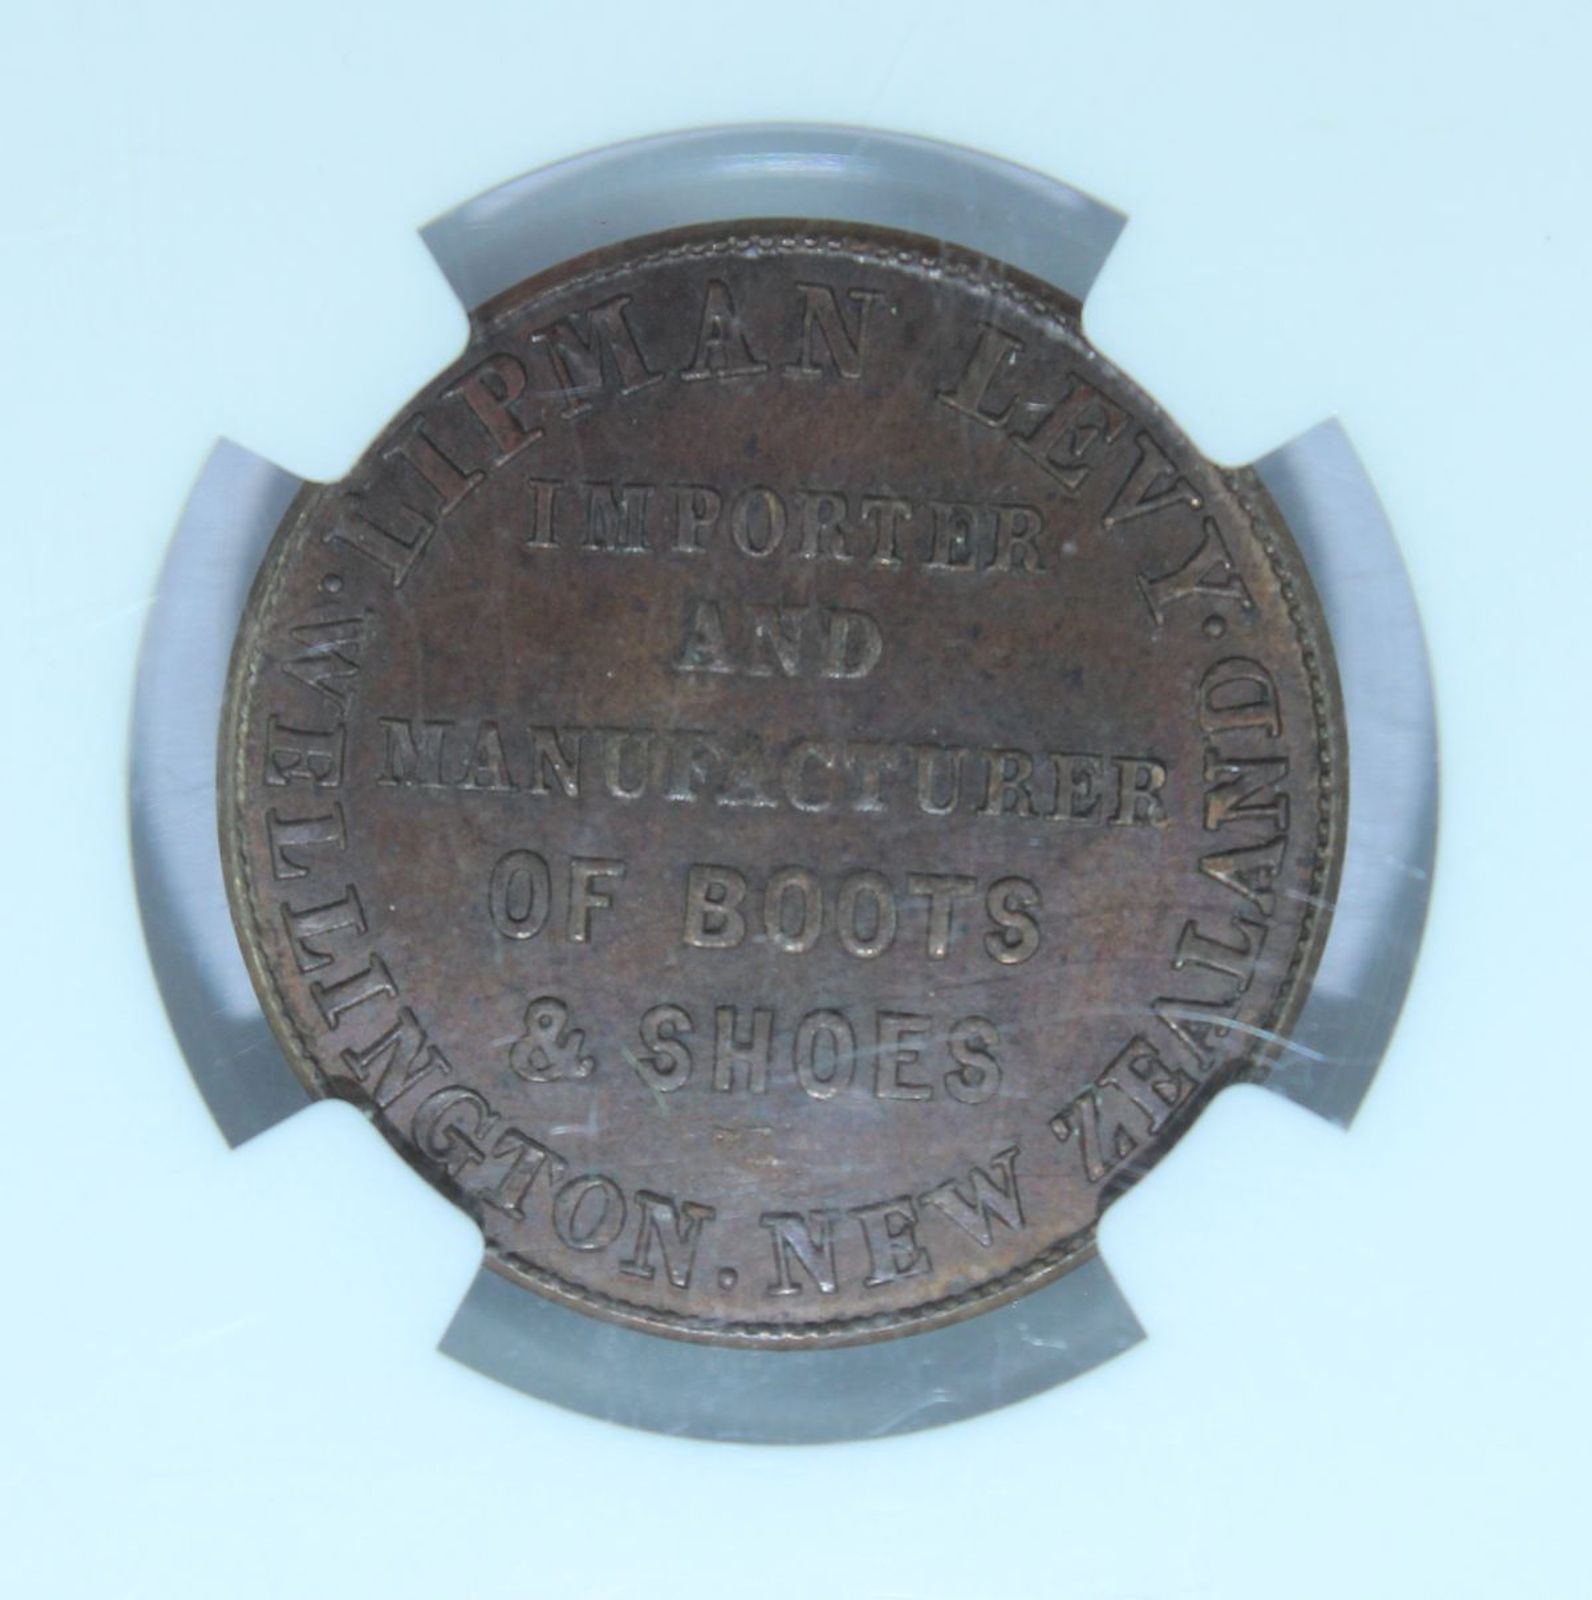 LIPMAN LEVY.
IMPORTER
AND
MANUFACTURER
OF BOOTS
& SHOES
.WELLINGTON.NEW ZEALAND